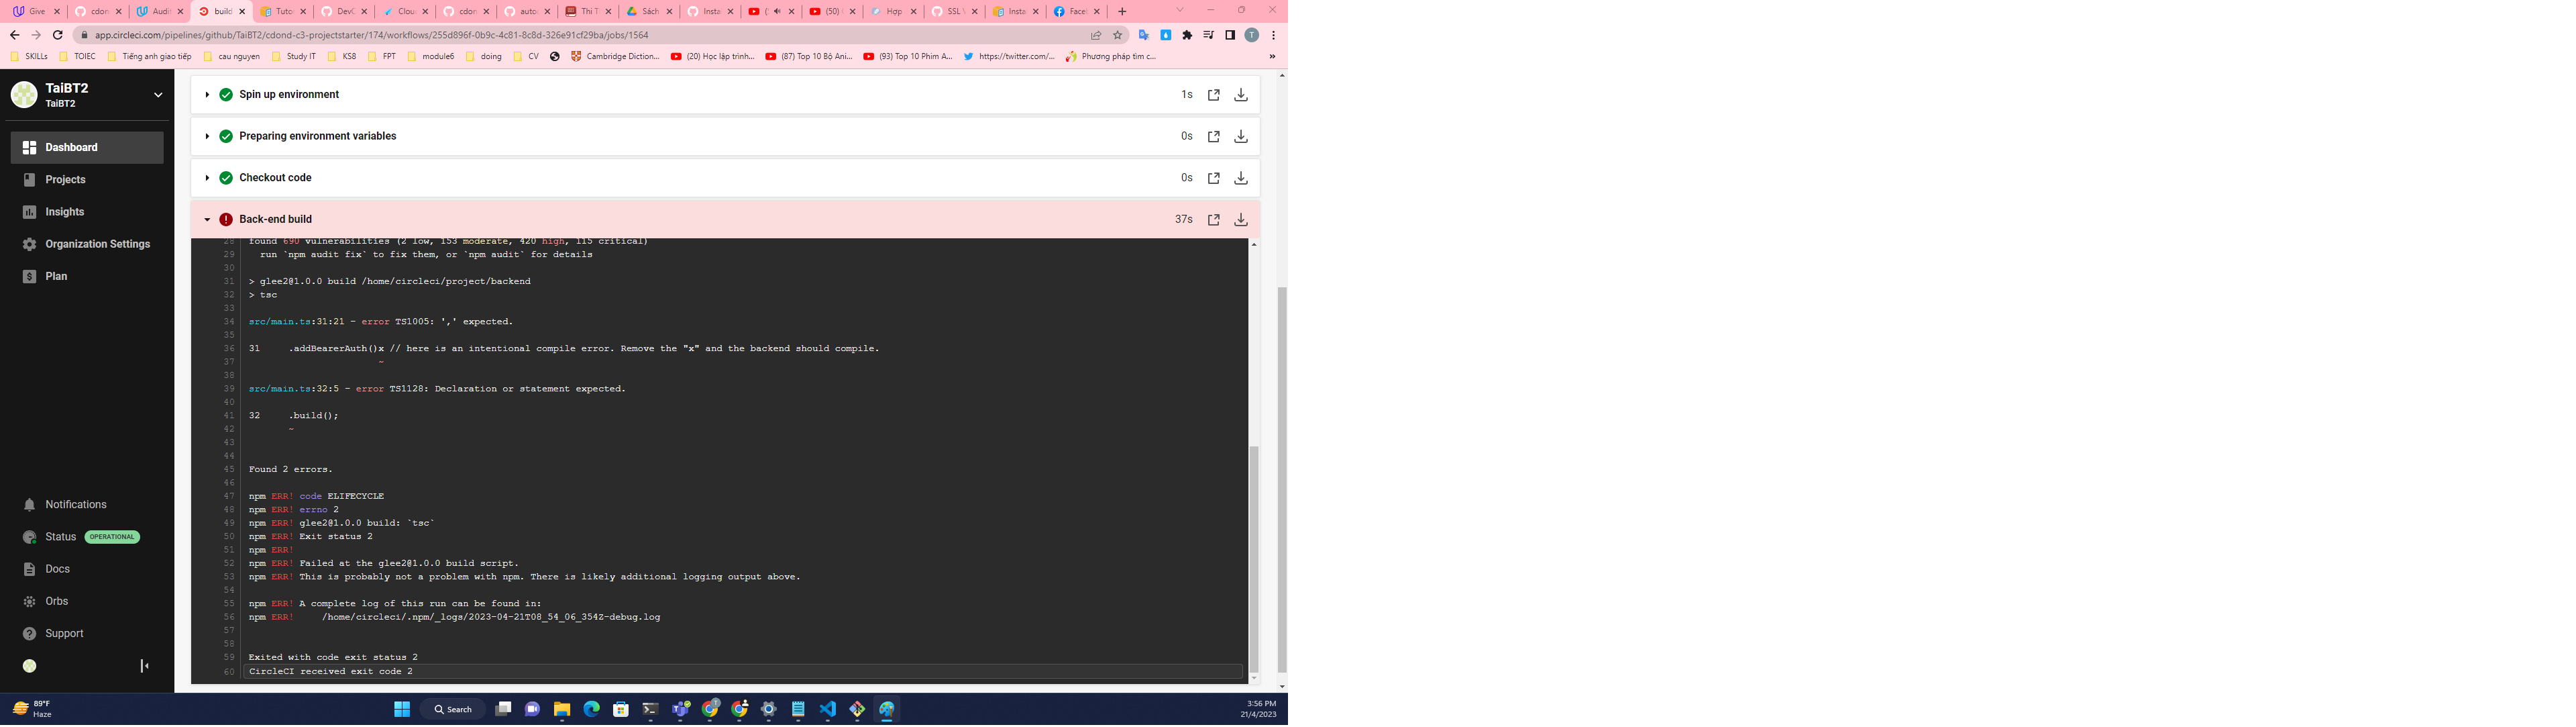 Give
cdon
Audit
build
Tuto
DevO
Clou
cdon
auto
Thi T
Sách
Insta
(50)
Hợp
SSL
Insta
Faceb
app.circleci.com/pipelines/github/TaiBT2/cdond-c3-projectstarter/174/workflows/255d896f-0b9c-4c81-8c8d-326e91cf29ba/jobs/1564
T
SKILLs
TOIEC
Tiếng anh giao tiếp
cau nguyen
Study IT
KS8
FPT
module6
doing
CV
Cambridge Diction...
(20) Học lập trình...
(87) Top 10 Bộ Ani...
(93) Top 10 Phim A...
https://twitter.com/...
Phương pháp tìm c...
»
TaiBT2
TaiBT2
Dashboard
Projects
Insights
Organization Settings
Plan
Notifications
Status OPERATIONAL
Docs
Orbs
Support
Spin up environment 1s
Preparing environment variables 0s
Checkout code 0s
Back-end build 37s
28 found 690 vulnerabilities (2 low, 153 moderate, 420 high, 115 critical)
29 run `npm audit fix` to fix them, or `npm audit` for details
30
31 > glee2@1.0.0 build /home/circleci/project/backend
32 > tsc
33
34 src/main.ts:31:21 - error TS1005: ',' expected.
35
36 31 .addBearerAuth()x // here is an intentional compile error. Remove the "x" and the backend should compile.
37 ~
38
39 src/main.ts:32:5 - error TS1128: Declaration or statement expected.
40
41 32 .build();
42 ~
43
44
45 Found 2 errors.
46
47 npm ERR! code ELIFECYCLE
48 npm ERR! errno 2
49 npm ERR! glee2@1.0.0 build: `tsc`
50 npm ERR! Exit status 2
51 npm ERR!
52 npm ERR! Failed at the glee2@1.0.0 build script.
53 npm ERR! This is probably not a problem with npm. There is likely additional logging output above.
54
55 npm ERR! A complete log of this run can be found in:
56 npm ERR! /home/circleci/.npm/_logs/2023-04-21T08_54_06_354Z-debug.log
57
58
59 Exited with code exit status 2
60 CircleCI received exit code 2
89°F
Haze
Search
3:56 PM
21/4/2023